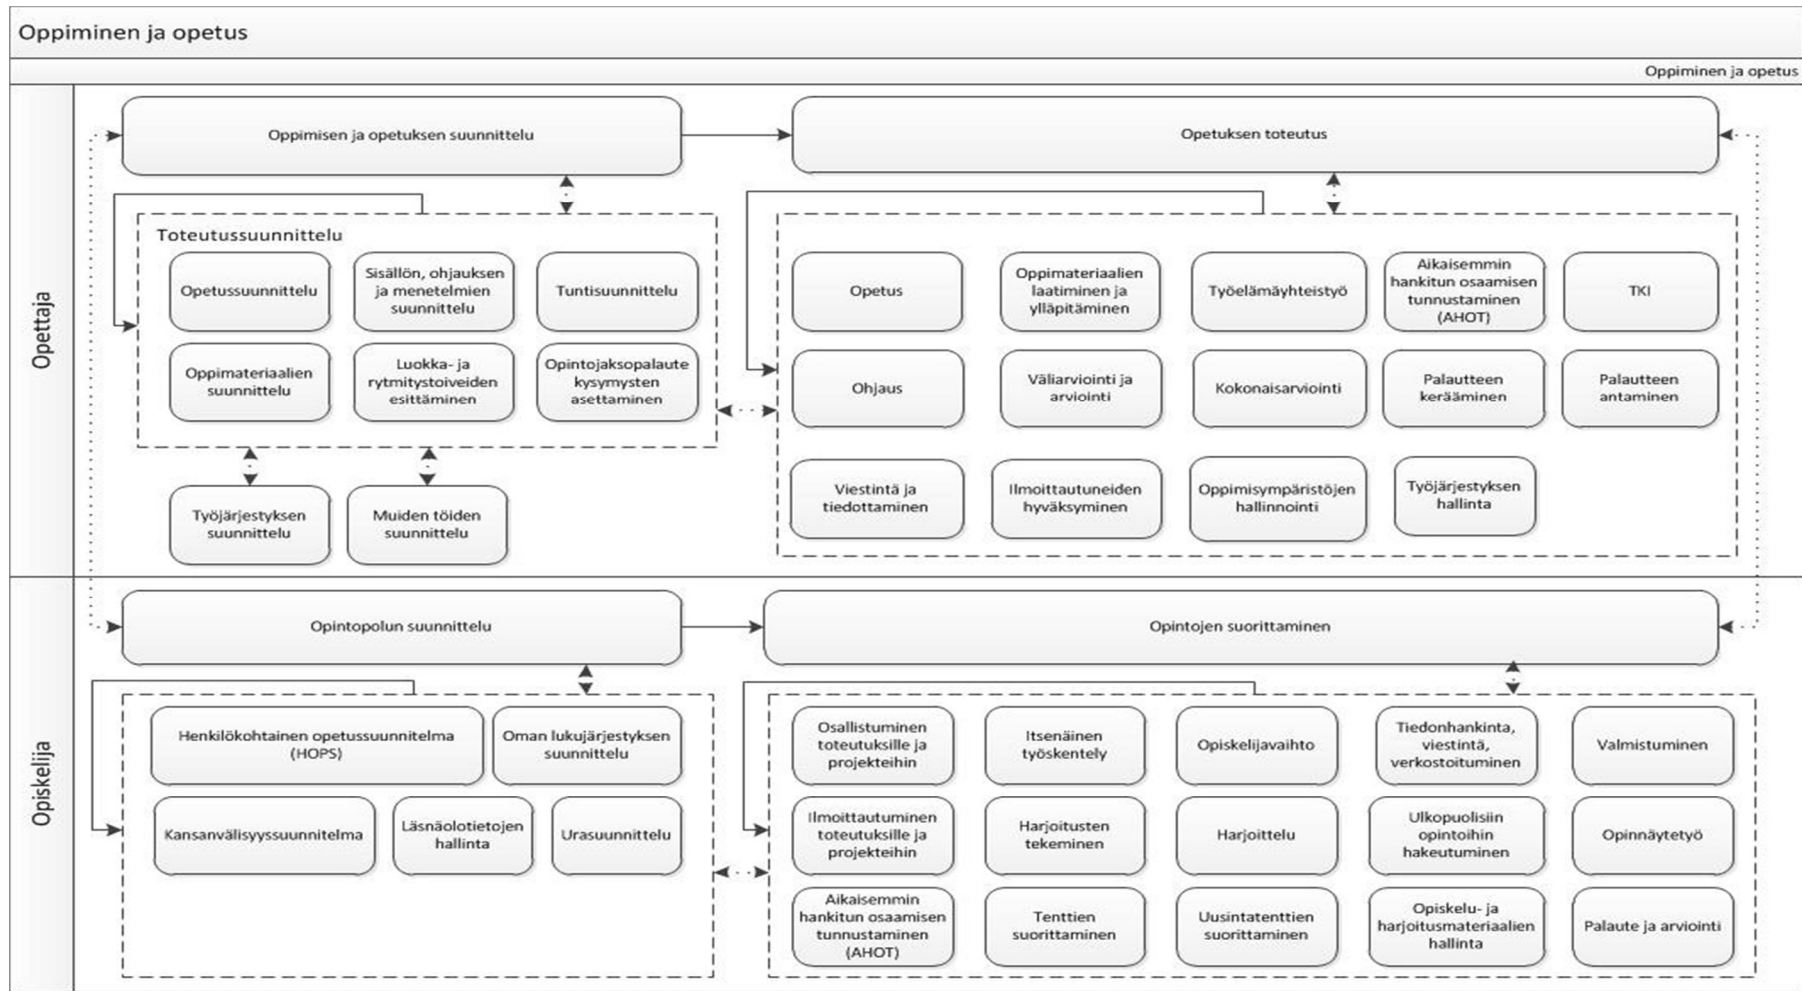 Oppiminen ja opetus
Oppiminen ja opetus
Opettaja
Oppimisen ja opetuksen suunnittelu
Opetuksen toteutus
Toteutussuunnittelu
Opetussuunnittelu
Sisällön, ohjauksen
ja menetelmien
suunnittelu
Tuntisuunnittelu
Oppimateriaalien
suunnittelu
Luokka- ja
rytmitystoiveiden
esittäminen
Opintojaksopalaute
kysymysten
asettaminen
Työjärjestyksen
suunnittelu
Muiden töiden
suunnittelu
Opetus
Oppimateriaalien
laatiminen ja
ylläpitäminen
Työelämäyhteistyö
Aikaisemmin
hankitun osaamisen
tunnustaminen
(AHOT)
TKI
Ohjaus
Väliarviointi ja
arviointi
Kokonaisarviointi
Palautteen
kerääminen
Palautteen
antaminen
Viestintä ja
tiedottaminen
Ilmoittautuneiden
hyväksyminen
Oppimisympäristöjen
hallinnointi
Työjärjestyksen
hallinta
Opiskelija
Opintopolun suunnittelu
Opintojen suorittaminen
Henkilökohtainen opetussuunnitelma
(HOPS)
Oman lukujärjestyksen
suunnittelu
Kansanvälisyyssuunnitelma
Läsnäolotietojen
hallinta
Urasuunnittelu
Osallistuminen
toteutuksille ja
projekteihin
Itsenäinen
työskentely
Opiskelijavaihto
Tiedonhankinta,
viestintä,
verkostoituminen
Valmistuminen
Ilmoittautuminen
toteutuksille ja
projekteihin
Harjoitusten
tekeminen
Harjoittelu
Ulkopuolisiin
opintoihin
hakeutuminen
Opinnäytetyö
Aikaisemmin
hankitun osaamisen
tunnustaminen
(AHOT)
Tenttien
suorittaminen
Uusintatenttien
suorittaminen
Opiskelu- ja
harjoitusmateriaalien
hallinta
Palaute ja arviointi